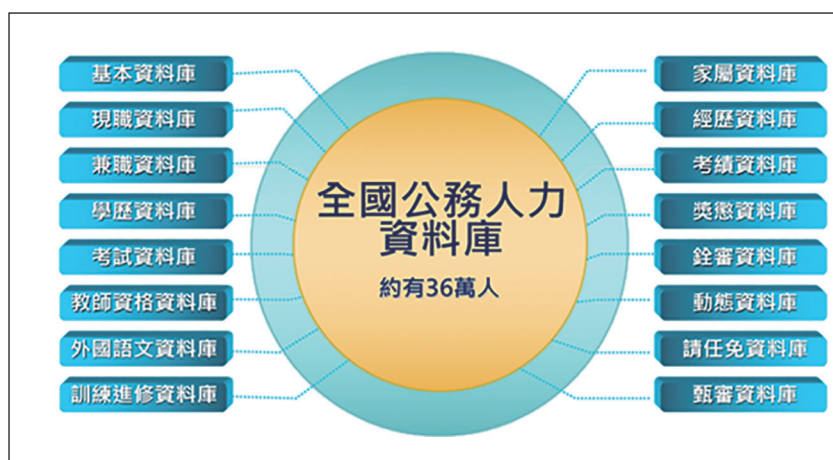 基本資料庫
現職資料庫
兼職資料庫
學歷資料庫
考試資料庫
教師資格資料庫
外國語文資料庫
訓練進修資料庫
全國公務人力
資料庫
約有36萬人
家屬資料庫
經歷資料庫
考績資料庫
獎懲資料庫
銓審資料庫
動態資料庫
請任免資料庫
甄審資料庫